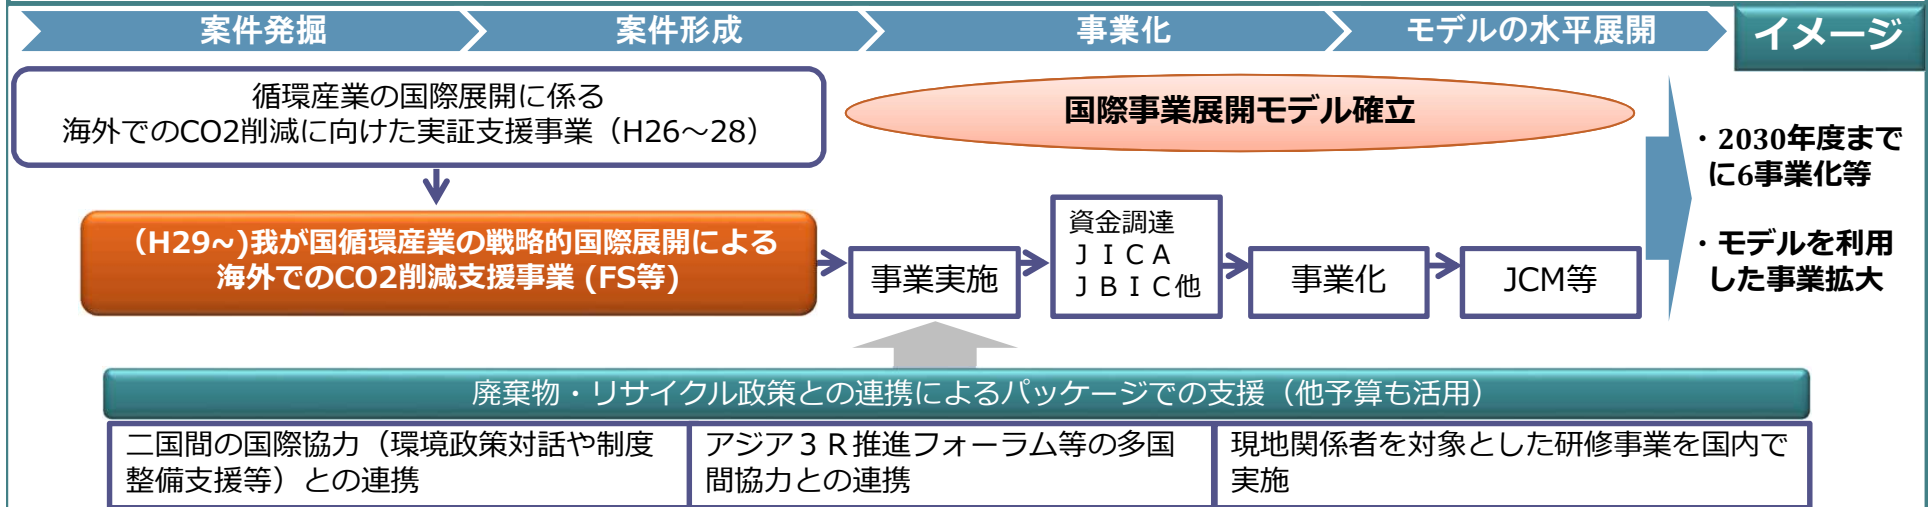 案件発掘
案件形成
事業化
モデルの水平展開
イメージ
循環産業の国際展開に係る
海外でのCO2削減に向けた実証支援事業（H26～28）
国際事業展開モデル確立
・2030年度まで
に6事業化等
・モデルを利用
した事業拡大
（H29~)我が国循環産業の戦略的国際展開による
海外でのCO2削減支援事業 (FS等)
事業実施
資金調達
ＪＩＣＡ
ＪＢＩＣ他
事業化
JCM等
廃棄物・リサイクル政策との連携によるパッケージでの支援（他予算も活用）
二国間の国際協力（環境政策対話や制度
整備支援等）との連携
アジア３Ｒ推進フォーラム等の多国
間協力との連携
現地関係者を対象とした研修事業を国内で
実施